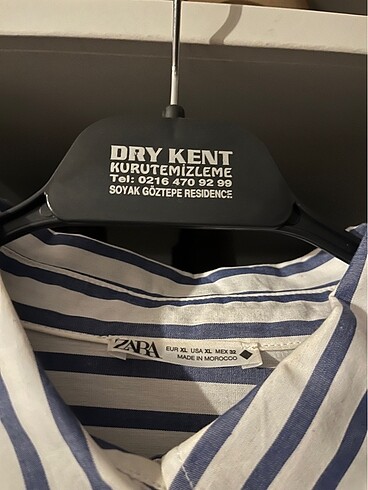 DRY KENT
KURUTEMİZLEME
Tel: 0216 470 92 99
SOYAK GÖZTEPE RESIDENCE
ZARA
EUR XL USA XL MEX 32
MADE IN MOROCCO